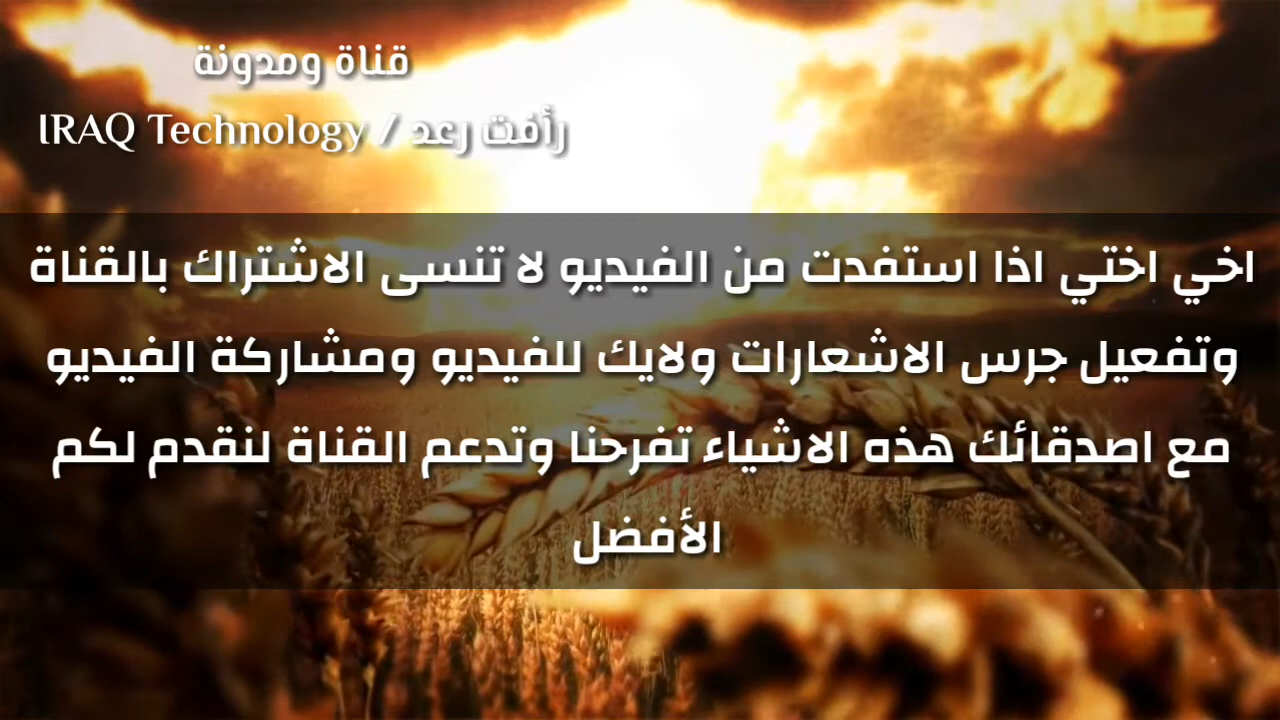 قناة ومدونة
رأفت رعد / IRAQ Technology
اخي اختي اذا استفدت من الفيديو لا تنسى الاشتراك بالقناة
وتفعيل جرس الاشعارات ولايك للفيديو ومشاركة الفيديو
مع اصدقائك هذه الاشياء تفرحنا وتدعم القناة لنقدم لكم
الأفضل